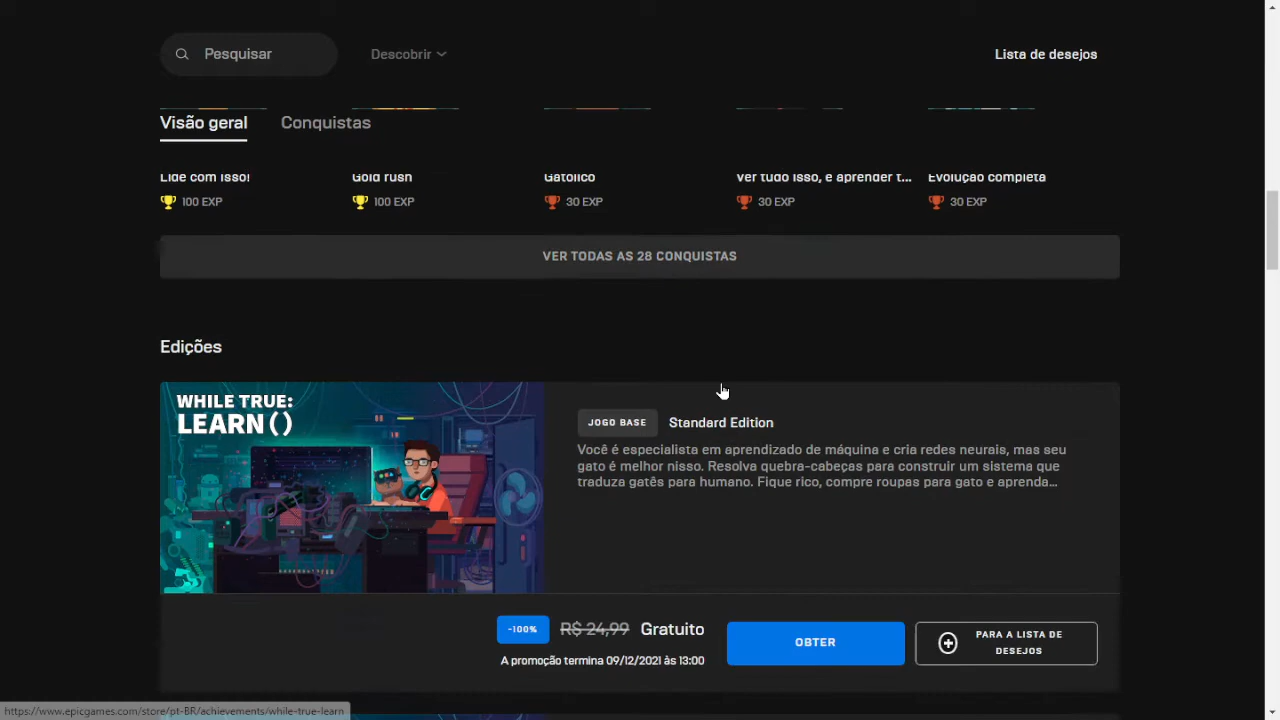 Pesquisar
Descobrir
Lista de desejos
Visão geral
Conquistas
Lide com isso!
Gold rush
Gatólico
Ver tudo isso, e aprender t...
Evolução completa
100 EXP
100 EXP
30 EXP
30 EXP
30 EXP
VER TODAS AS 28 CONQUISTAS
Edições
WHILE TRUE:
LEARN()
JOGO BASE
Standard Edition
Você é especialista em aprendizado de máquina e cria redes neurais, mas seu
gato é melhor nisso. Resolva quebra-cabeças para construir um sistema que
traduza gatês para humano. Fique rico, compre roupas para gato e aprenda...
-100%
R$ 24,99
Gratuito
A promoção termina 09/12/2021 às 13:00
OBTER
PARA A LISTA DE
DESEJOS
https://www.epicgames.com/store/pt-BR/achievements/while-true-learn